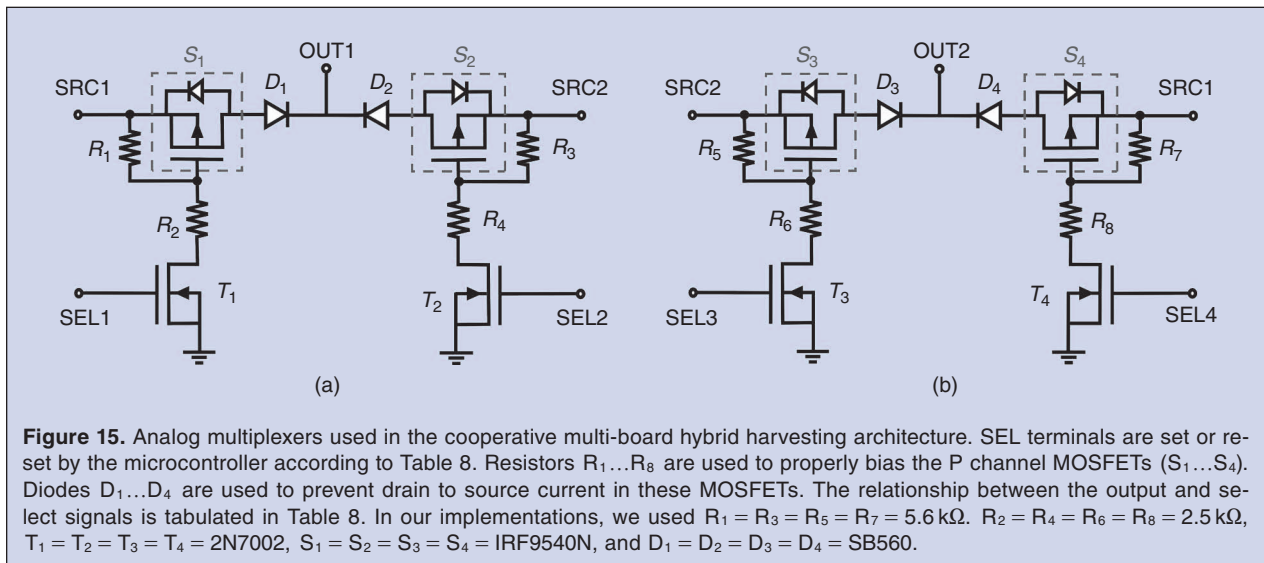 S1
OUT1
S2
SRC1
D1
D2
SRC2
R1
R3
R2
R4
T1
T2
SEL1
SEL2
(a)
S3
OUT2
S4
SRC2
D3
D4
SRC1
R5
R7
R6
R8
T3
T4
SEL3
SEL4
(b)
Figure 15. Analog multiplexers used in the cooperative multi-board hybrid harvesting architecture. SEL terminals are set or re-
set by the microcontroller according to Table 8. Resistors R1…R8 are used to properly bias the P channel MOSFETs (S1…S4).
Diodes D1…D4 are used to prevent drain to source current in these MOSFETs. The relationship between the output and se-
lect signals is tabulated in Table 8. In our implementations, we used R1 = R3 = R5 = R7 = 5.6 kΩ. R2 = R4 = R6 = R8 = 2.5 kΩ,
T1 = T2 = T3 = T4 = 2N7002, S1 = S2 = S3 = S4 = IRF9540N, and D1 = D2 = D3 = D4 = SB560.